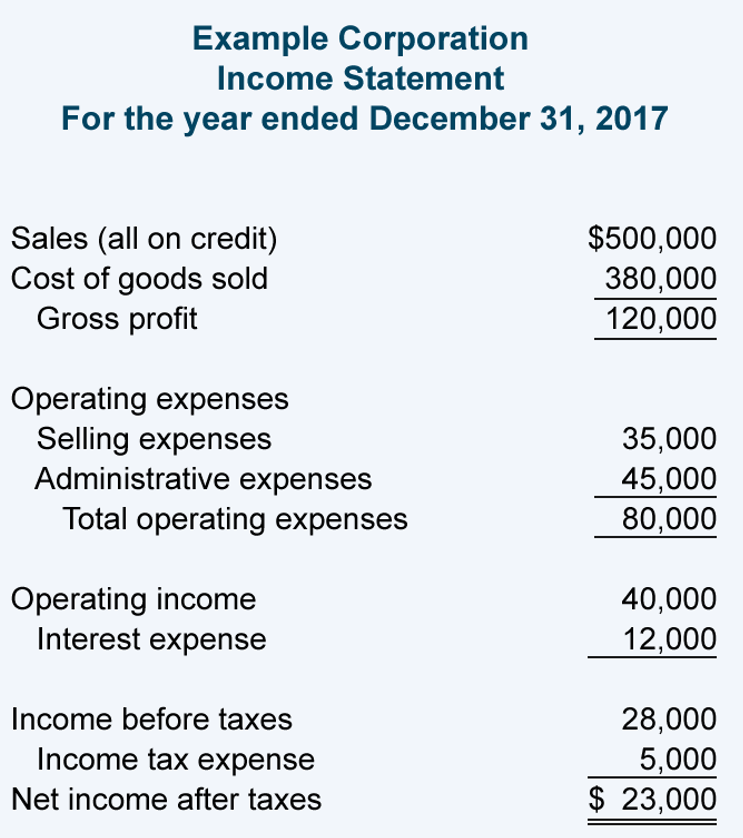 Example Corporation
Income Statement
For the year ended December 31, 2017
Sales (all on credit) $500,000
Cost of goods sold 380,000
Gross profit 120,000
Operating expenses
Selling expenses 35,000
Administrative expenses 45,000
Total operating expenses 80,000
Operating income 40,000
Interest expense 12,000
Income before taxes 28,000
Income tax expense 5,000
Net income after taxes $ 23,000